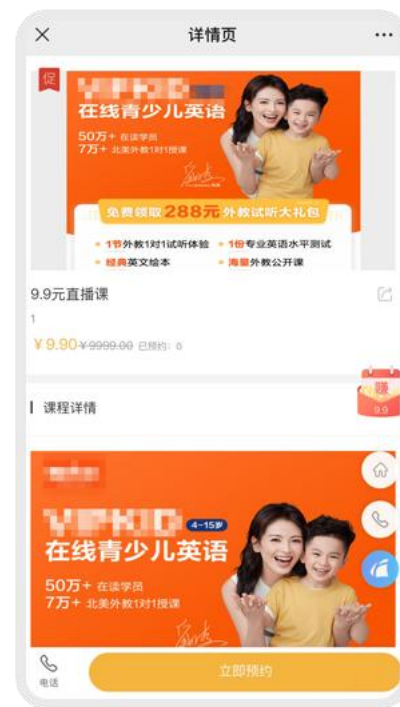 详情页
促
在线青少儿英语
50万+ 在读学员
7万+ 北美外教1对1授课
免费领取288元外教试听大礼包
1节外教1对1试听体验
1份专业英语水平测试
经典英文绘本
海量外教公开课
9.9元直播课
1
¥9.90 ¥9999.00 已预约：0
赚
9.9
课程详情
4-15岁
在线青少儿英语
50万+ 在读学员
7万+ 北美外教1对1授课
电话
立即预约